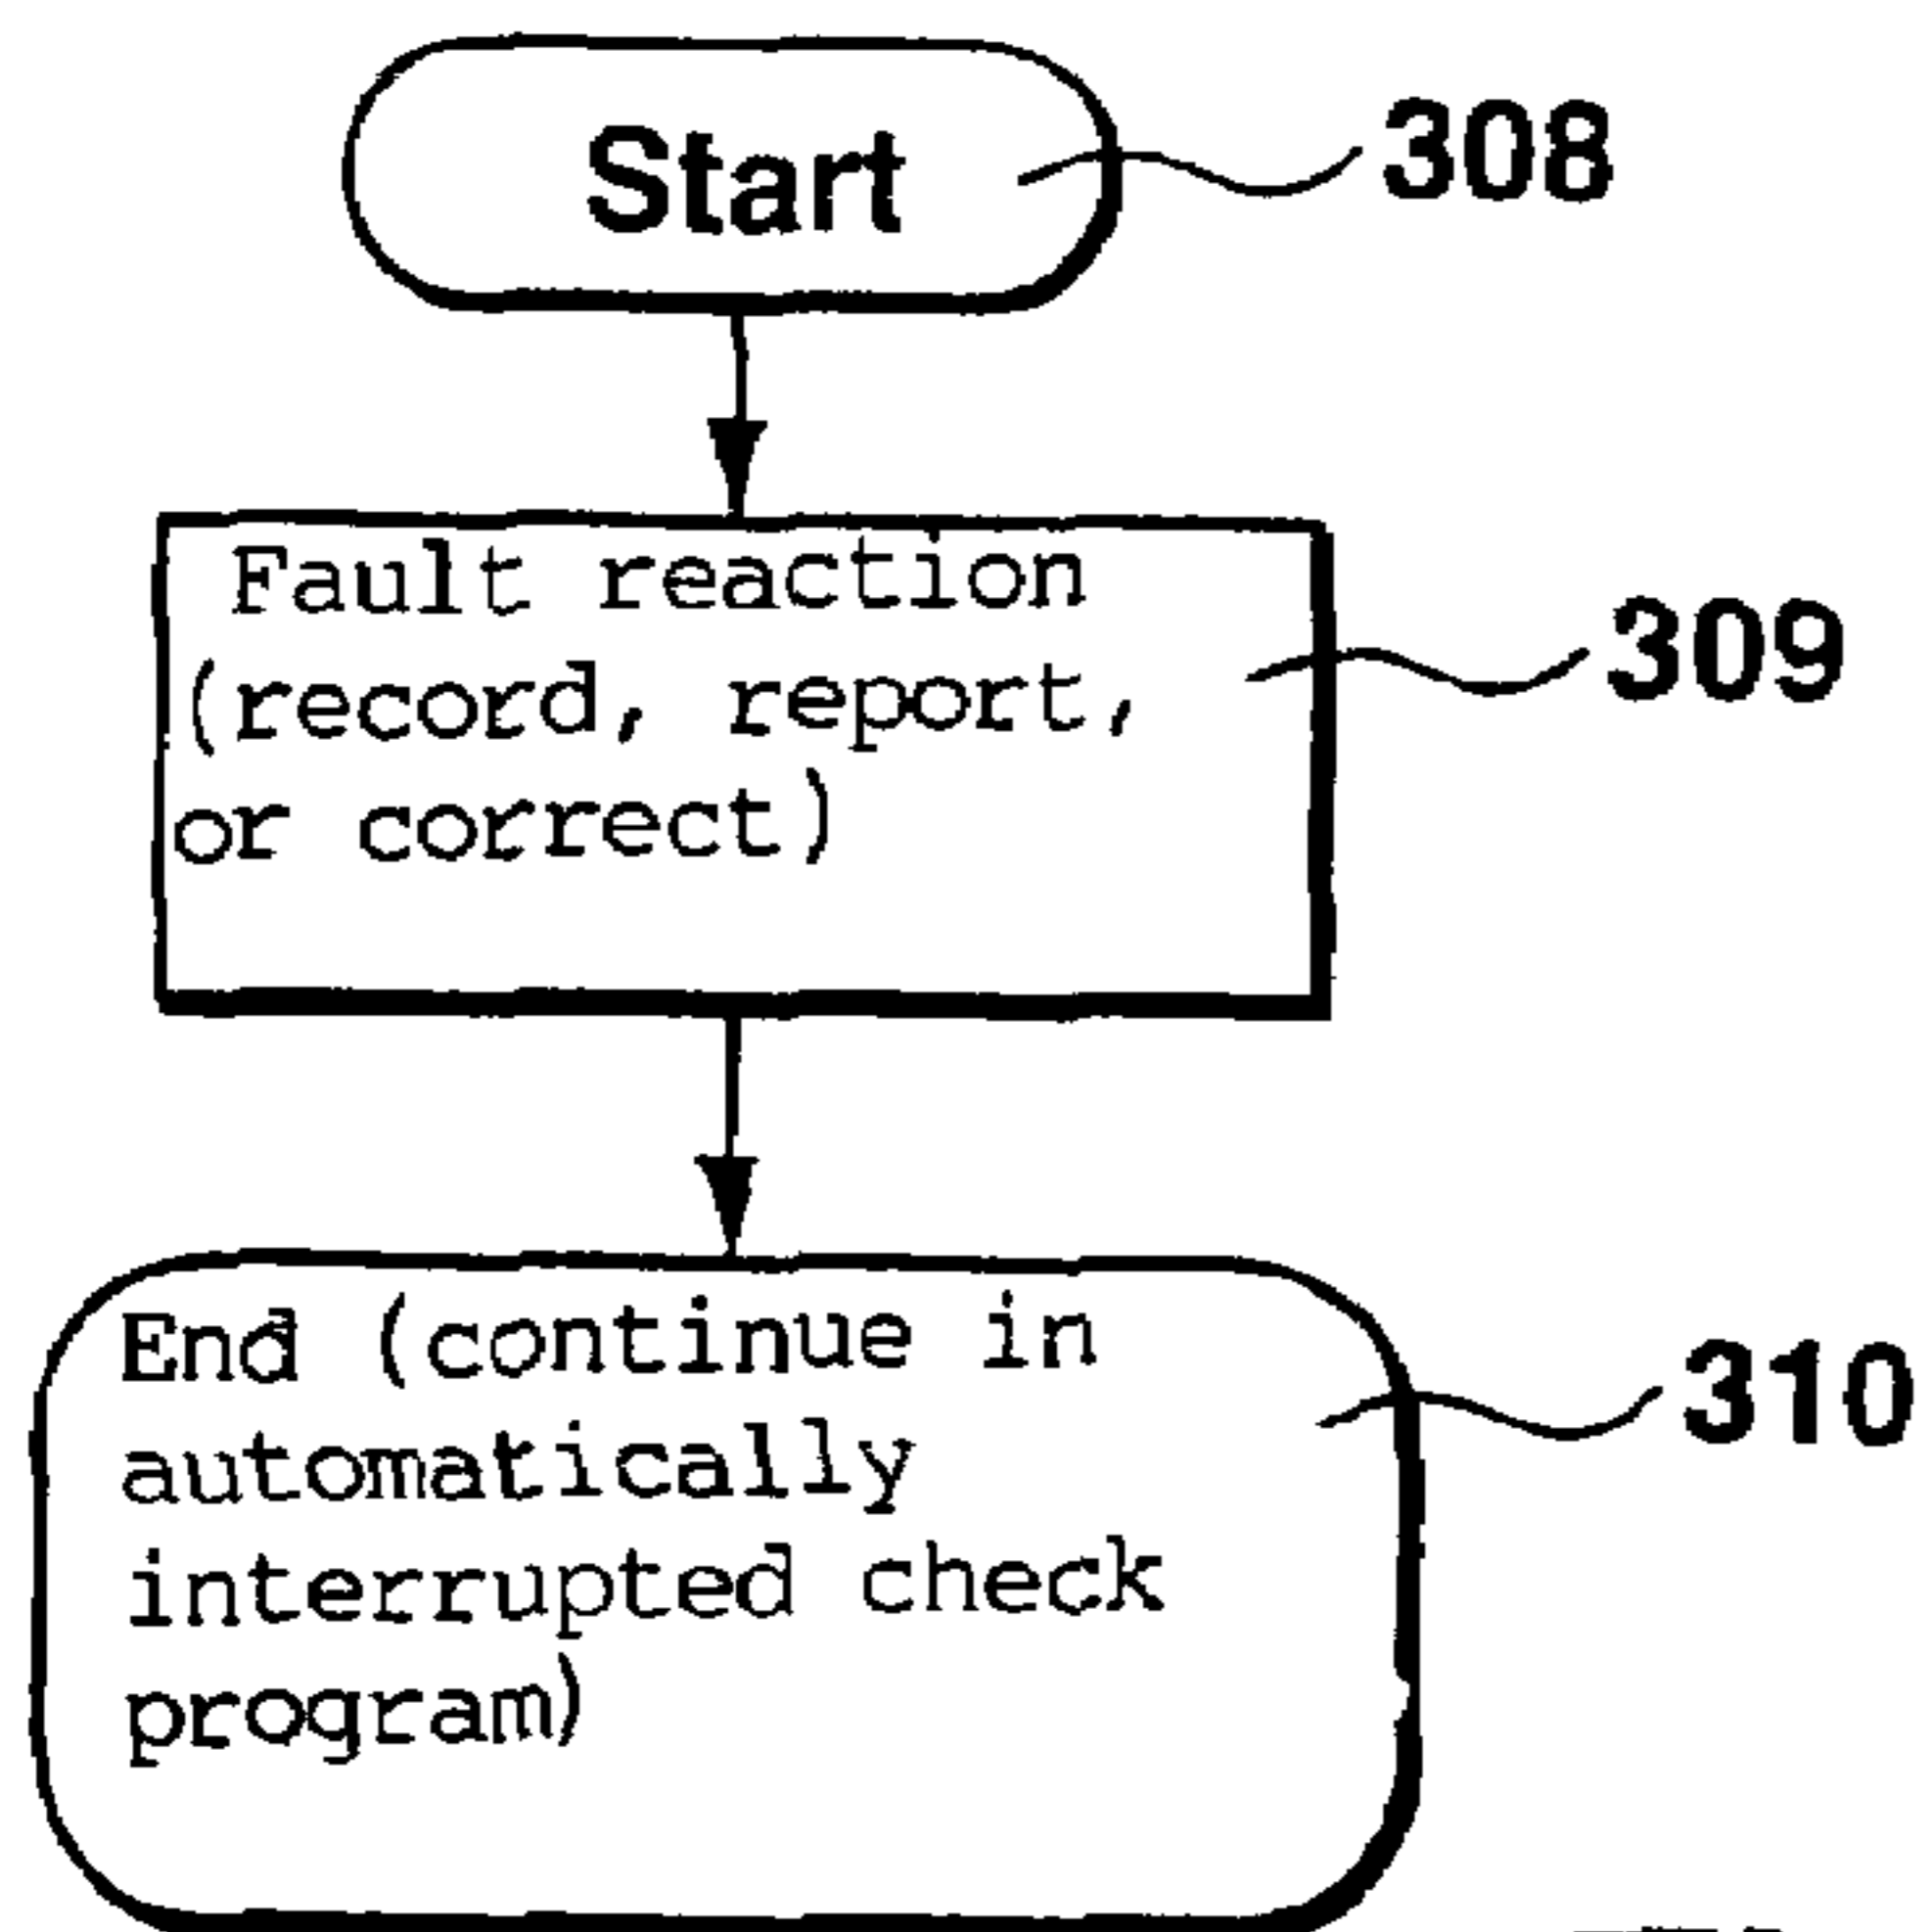 Start
308
Fault reaction
(record, report,
or correct)
309
End (continue in
automatically
interrupted check
program)
310